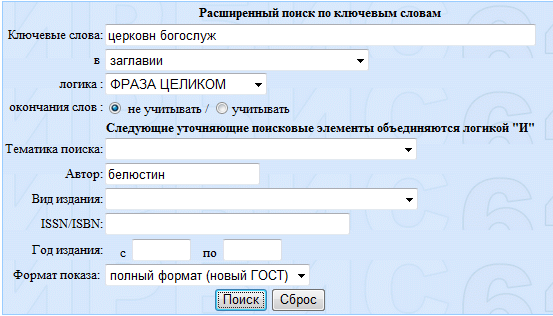 Расширенный поиск по ключевым словам
Ключевые слова: церковн богослуж
в заглавии
логика : ФРАЗА ЦЕЛИКОМ
окончания слов : не учитывать / учитывать
Следующие уточняющие поисковые элементы объединяются логикой "И"
Тематика поиска:
Автор: белюстин
Вид издания:
ISSN/ISBN:
Год издания: с по
Формат показа: полный формат (новый ГОСТ)
Поиск Сброс